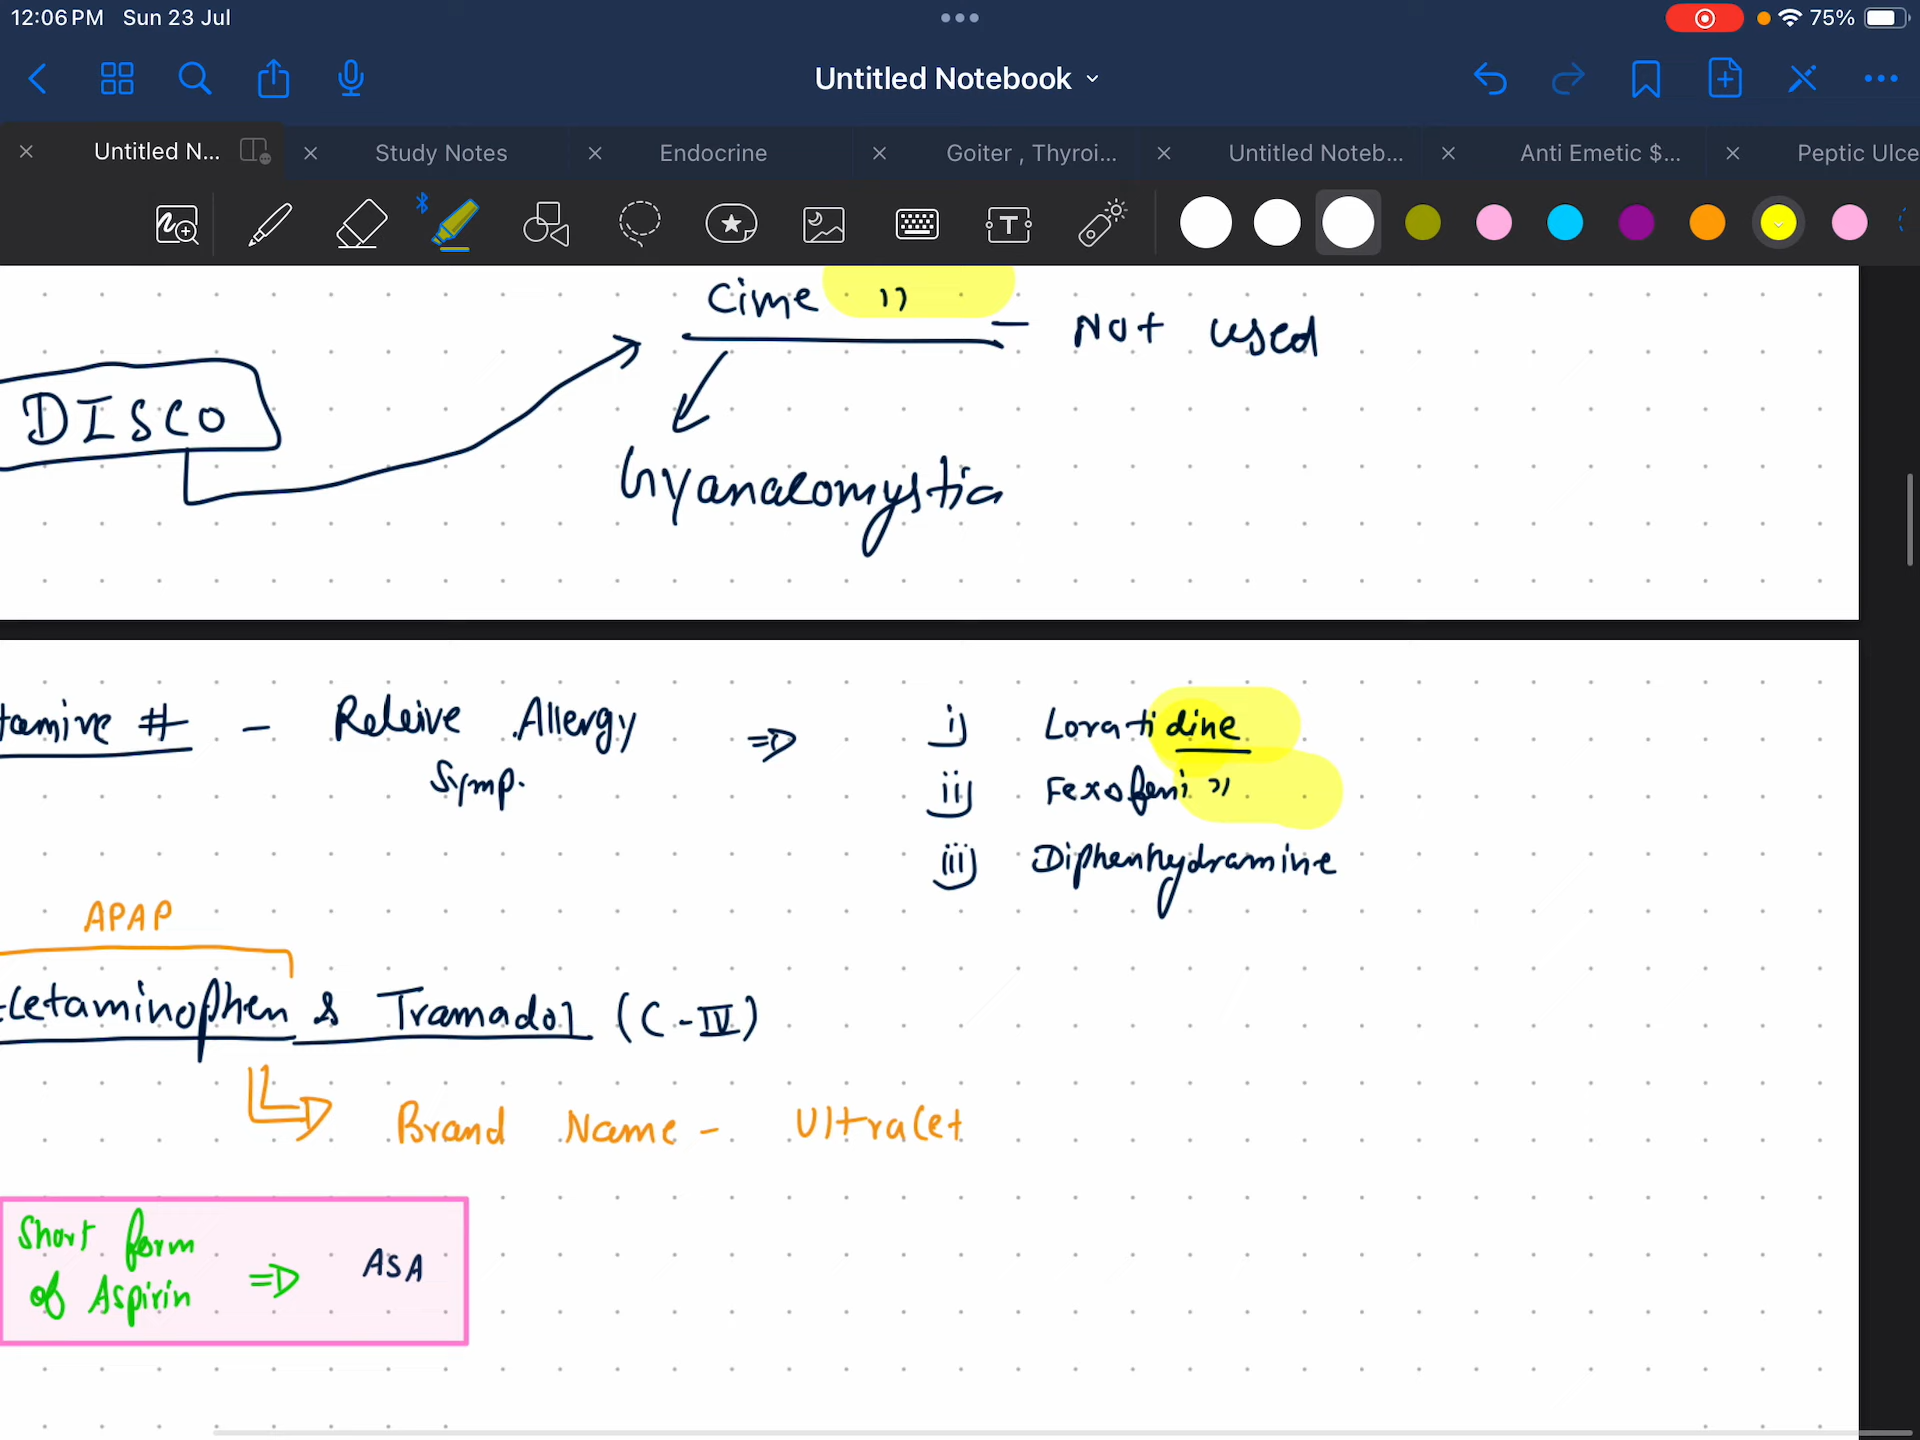 12:06 PM Sun 23 Jul
75%
Untitled Notebook
Untitled N...
Study Notes
Endocrine
Goiter , Thyroi...
Untitled Noteb...
Anti Emetic $...
Peptic Ulce
Cime " - Not used
DISCO
Gyanacomystia
tamine # - Releive Allergy Symp. ⇒ i) Loratidine
ii) Fexofeni "
iii) Diphenhydramine
APAP
cetaminophen & Tramadol (C-IV)
Brand Name - Ultracet
Short form
of Aspirin ⇒ ASA